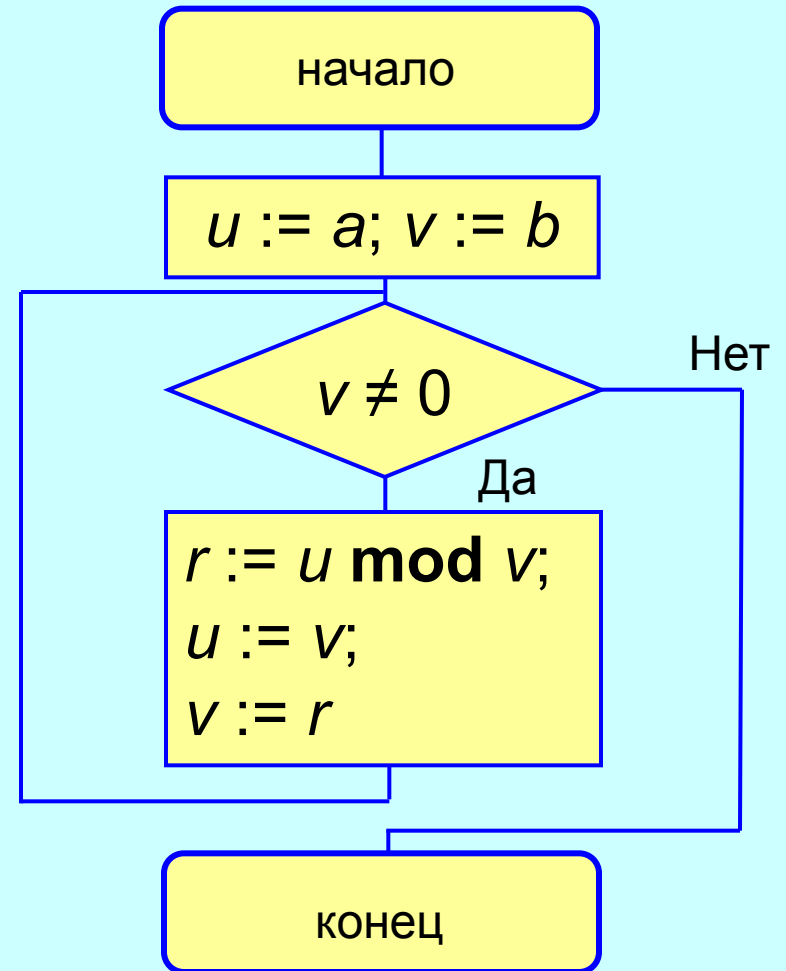 начало
u := a; v := b
v ≠ 0
Нет
Да
r := u mod v;
u := v;
v := r
конец